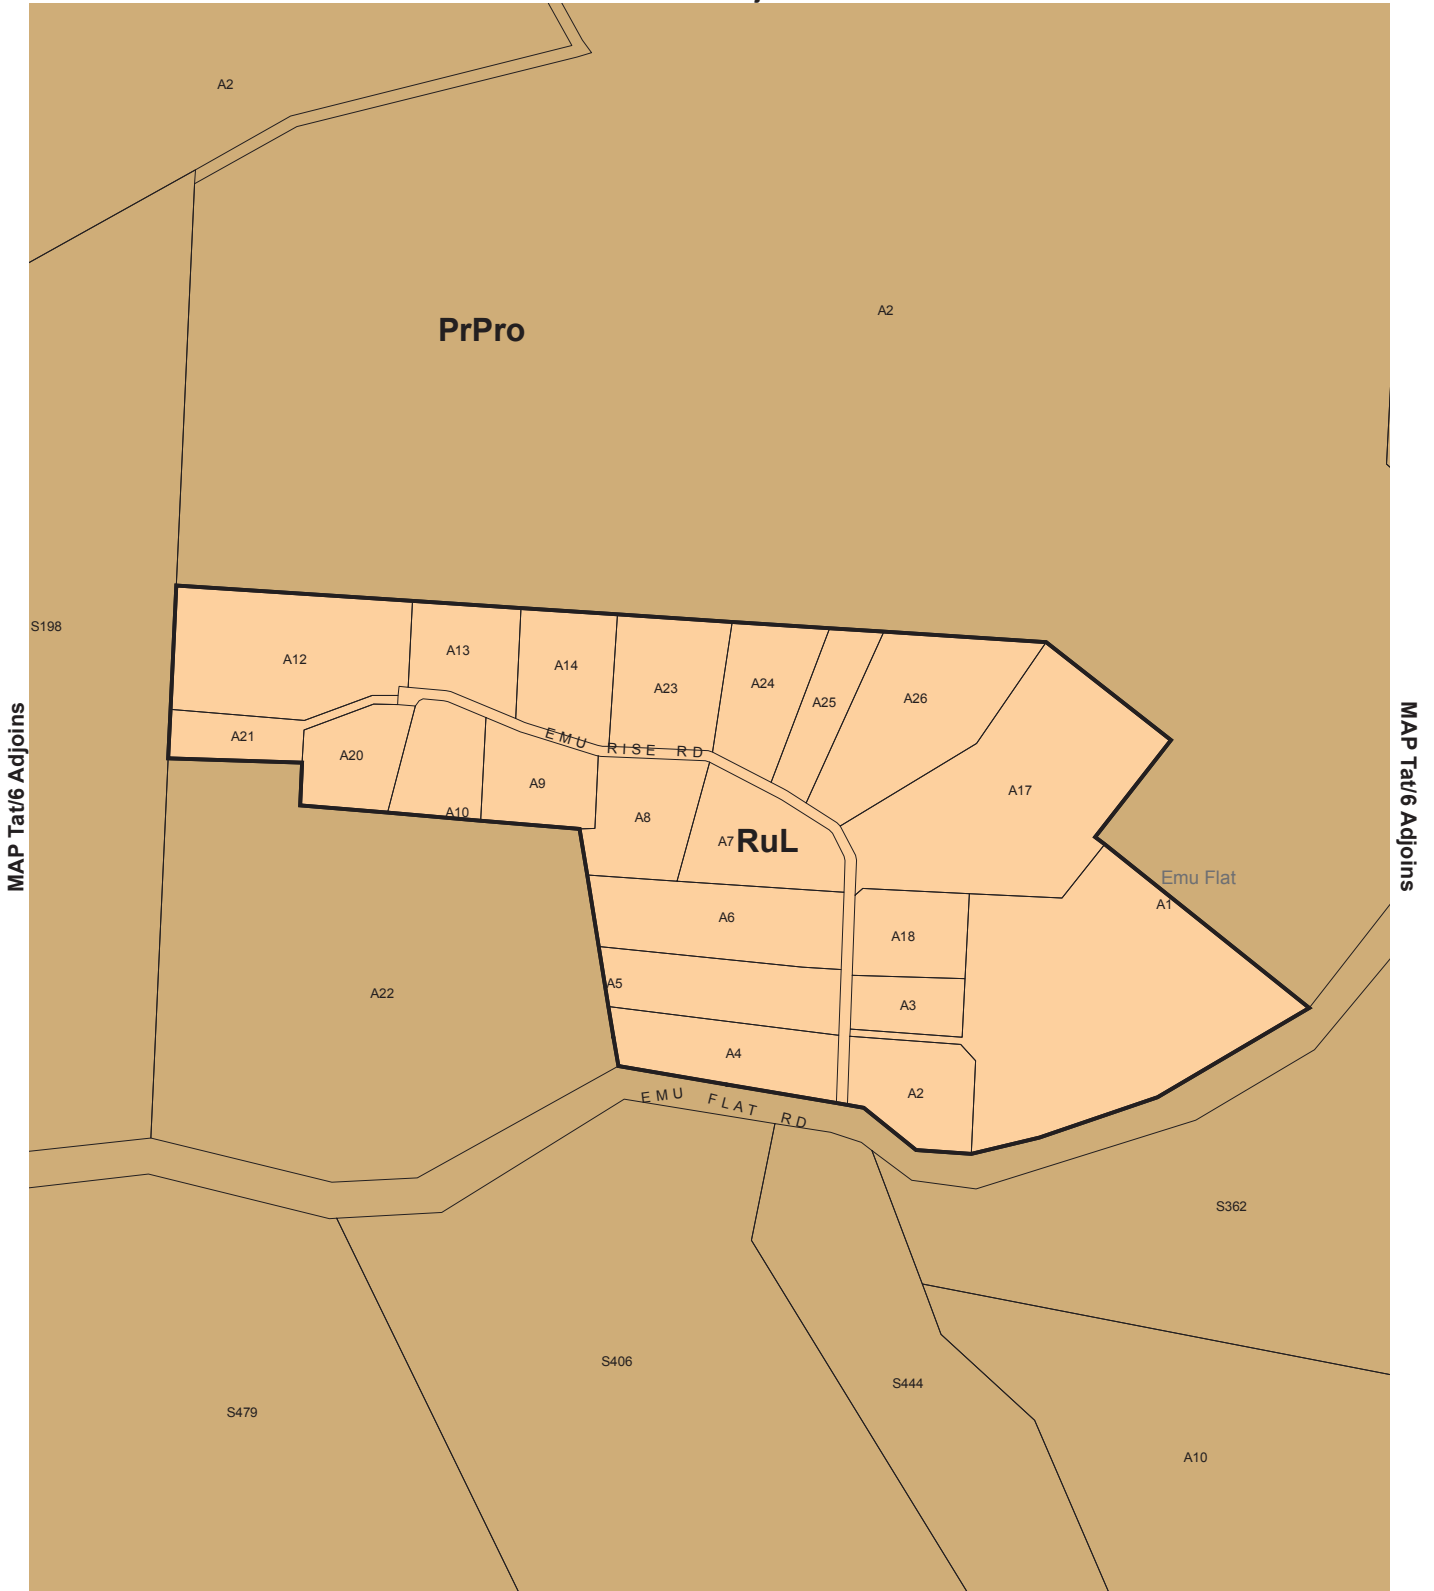 A2
A2
PrPro
S198
A12
A13
A14
A23
A24
A25
A26
A21
A20
A10
A9
EMU RISE RD
A8
A7
RuL
A17
Emu Flat
A1
A6
A18
A5
A3
A4
A2
A22
EMU FLAT RD
S362
S406
S444
S479
A10
MAP Tat/6 Adjoins
MAP Tat/6 Adjoins